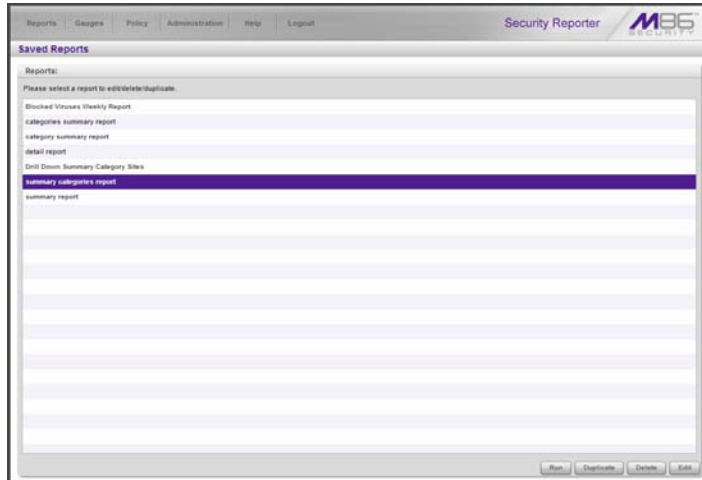 Reports Gauges Policy Administration Help Logout Security Reporter M86 SECURITY
Saved Reports
Reports:
Please select a report to edit/delete/duplicate.
Blocked Viruses Weekly Report
categories summary report
category summary report
detail report
Drill Down Summary Category Sites
summary categories report
summary report
Run Duplicate Delete Edit